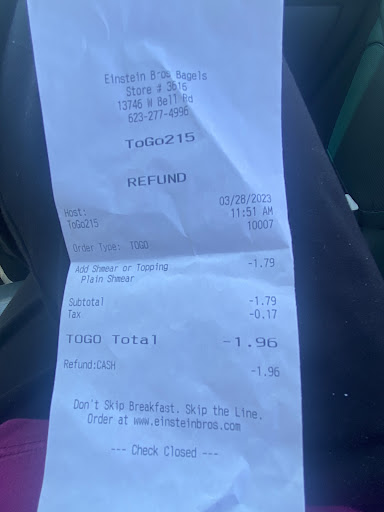 Einstein Bros Bagels
Store # 3616
13746 W Bell Rd
623-277-4996
ToGo215
REFUND
03/28/2023
Host: 11:51 AM
ToGo215 10007
Order Type: TOGO
Add Shmear or Topping -1.79
Plain Shmear
Subtotal -1.79
Tax -0.17
TOGO Total -1.96
Refund:CASH -1.96
Don't Skip Breakfast. Skip the Line.
Order at www.einsteinbros.com
--- Check Closed ---